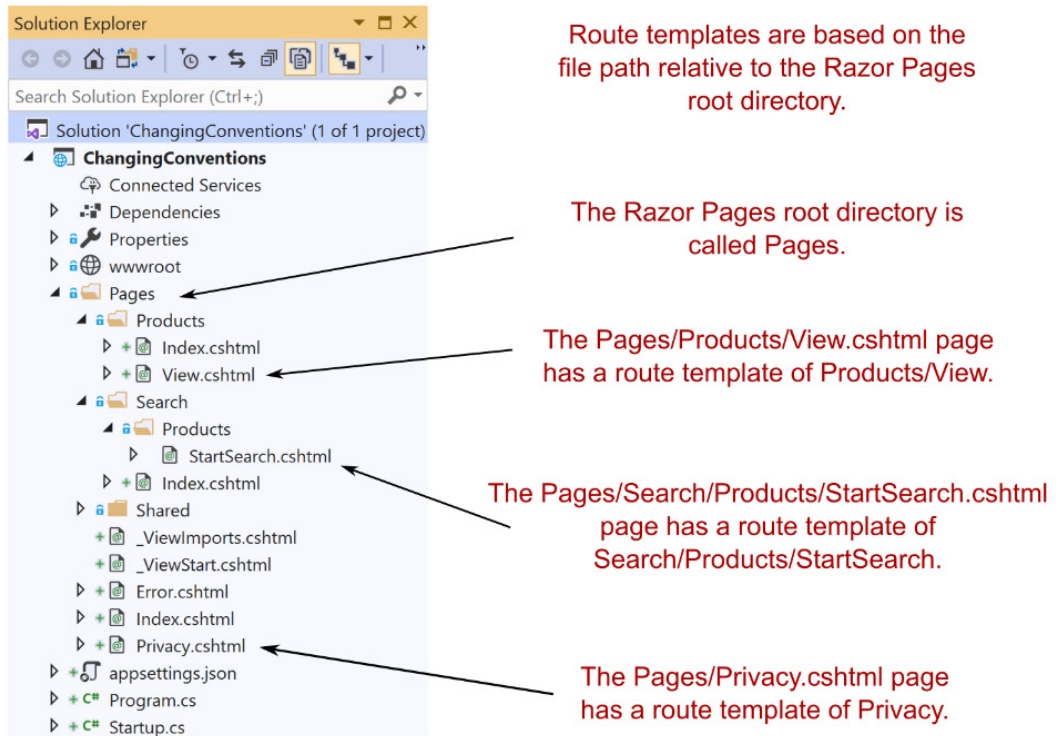 Solution Explorer
Search Solution Explorer (Ctrl+;)
Solution 'ChangingConventions' (1 of 1 project)
ChangingConventions
Connected Services
Dependencies
Properties
wwwroot
Pages
Products
Index.cshtml
View.cshtml
Search
Products
StartSearch.cshtml
Index.cshtml
Shared
_ViewImports.cshtml
_ViewStart.cshtml
Error.cshtml
Index.cshtml
Privacy.cshtml
appsettings.json
C# Program.cs
C# Startup.cs
Route templates are based on the
file path relative to the Razor Pages
root directory.
The Razor Pages root directory is
called Pages.
The Pages/Products/View.cshtml page
has a route template of Products/View.
The Pages/Search/Products/StartSearch.cshtml
page has a route template of
Search/Products/StartSearch.
The Pages/Privacy.cshtml page
has a route template of Privacy.